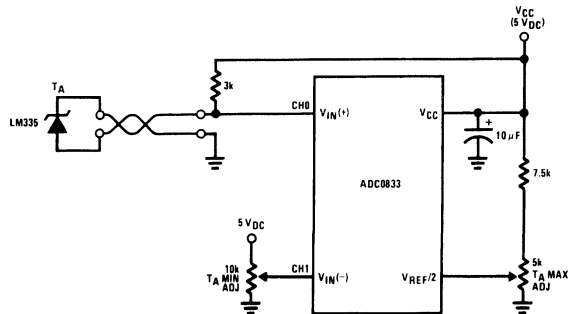 VCC
(5 VDC)
TA
LM335
3k
CH0
VIN(+)
VCC
+
10 µF
ADC0833
7.5k
5 VDC
10k
TA MIN
ADJ
CH1
VIN(−)
VREF/2
5k
TA MAX
ADJ